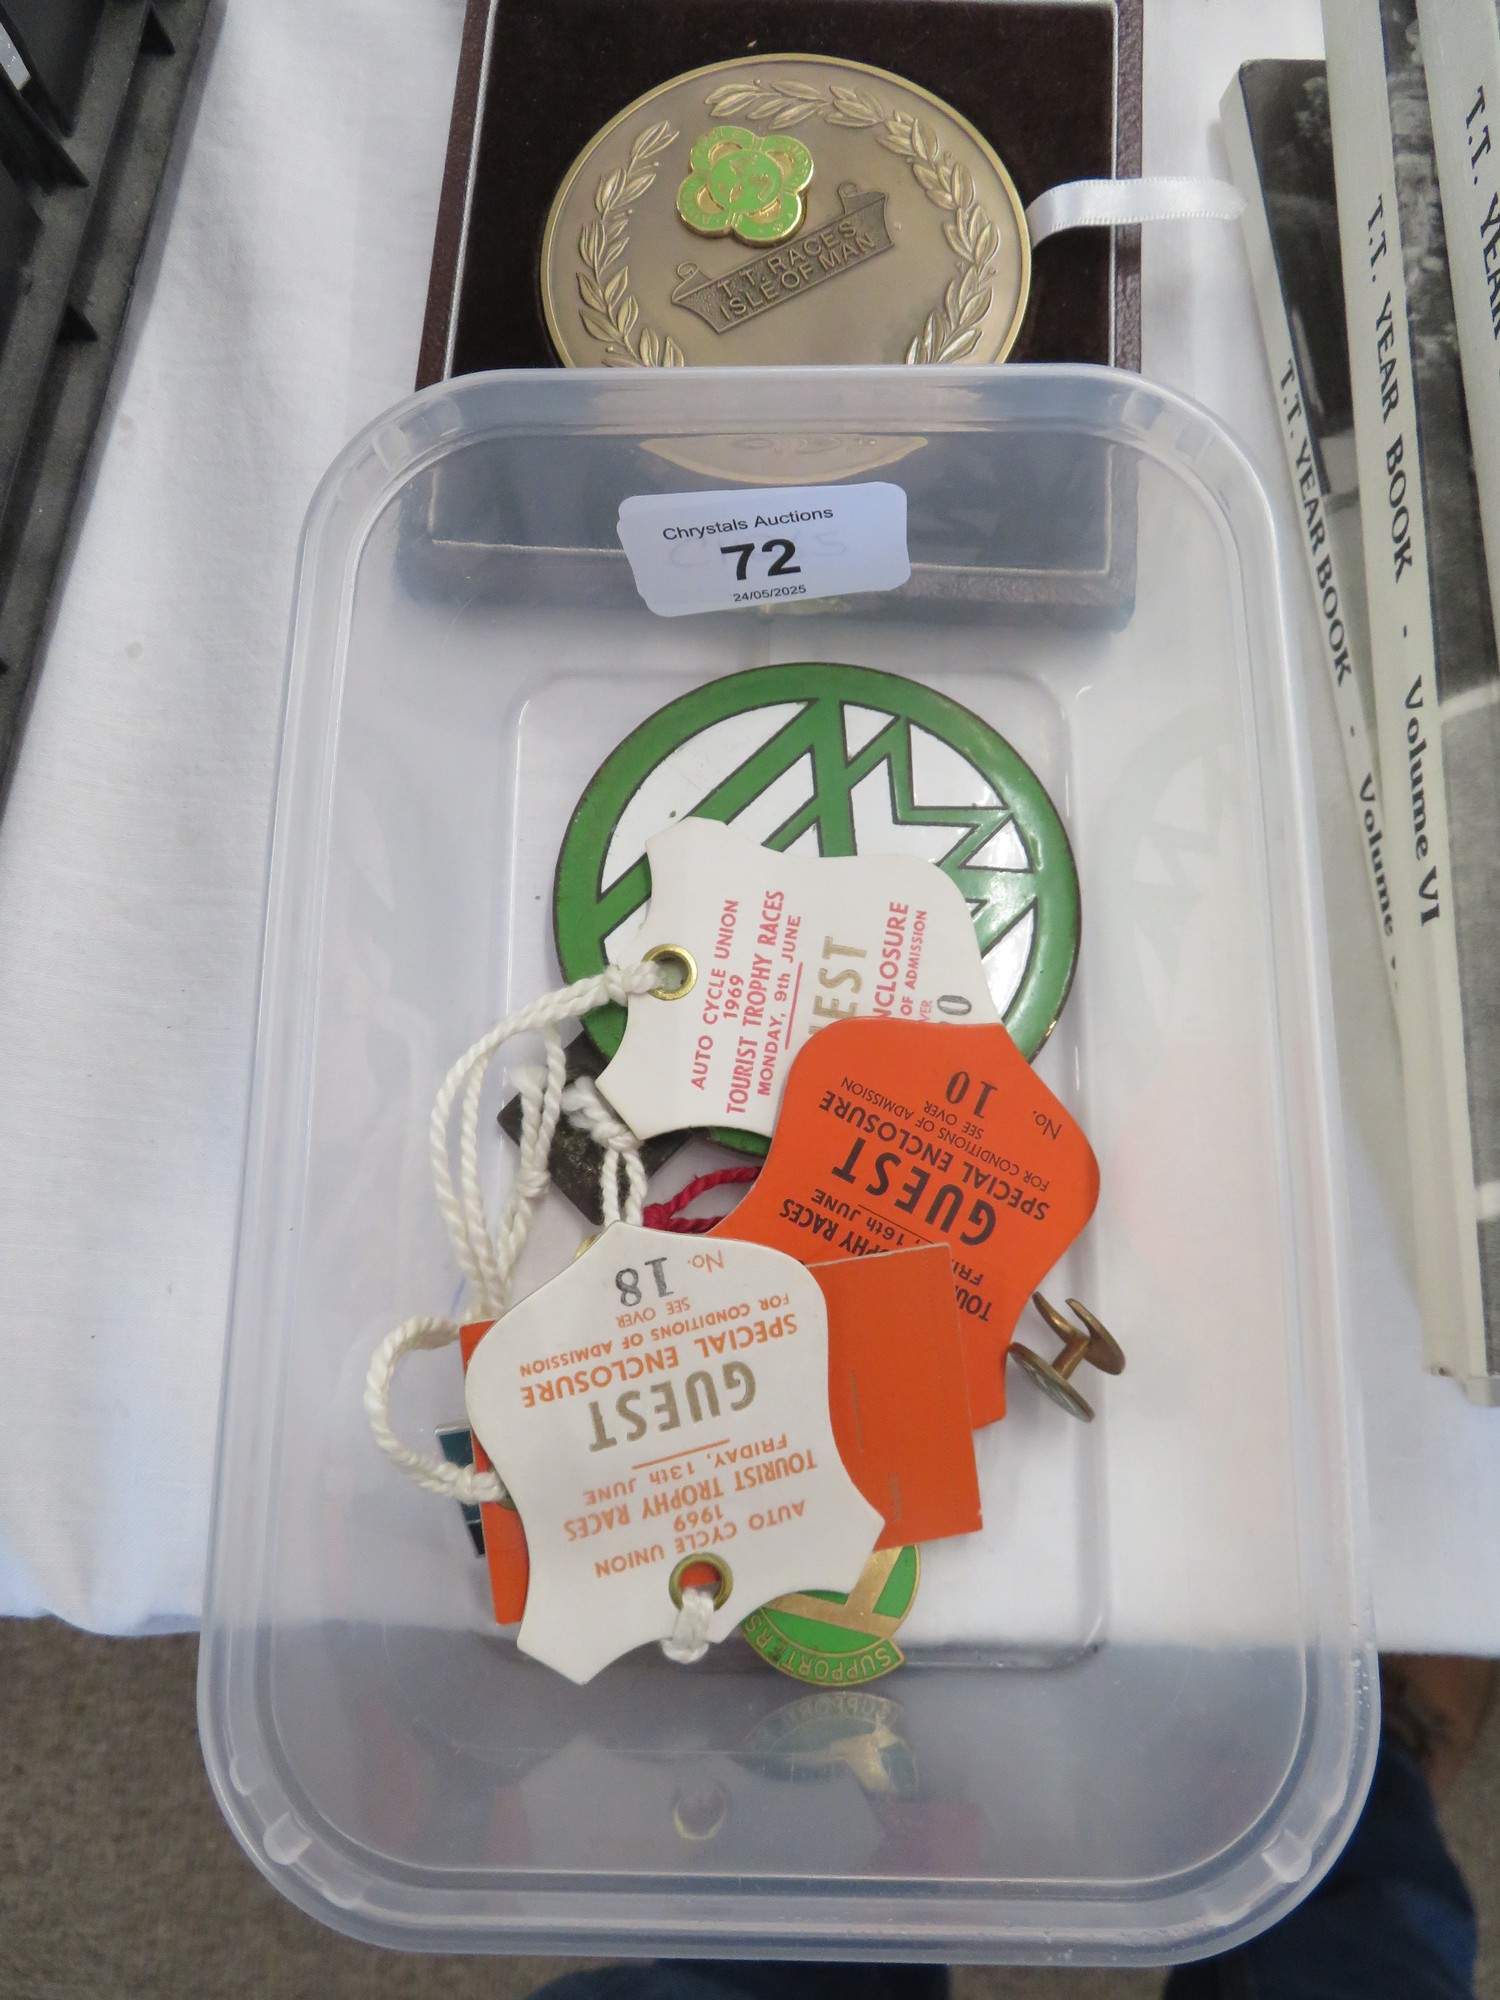 T.T. RACES
ISLE OF MAN
Chrystals Auctions
72
24/05/2025
T.T. YEAR BOOK - Volume
T.T. YEAR BOOK - Volume VI
T.T. YEAR
AUTO CYCLE UNION
1969
TOURIST TROPHY RACES
MONDAY, 9th JUNE
No.
10
SEE OVER
FOR CONDITIONS OF ADMISSION
SPECIAL ENCLOSURE
GUEST
16th JUNE
OF ADMISSION
AUTO CYCLE UNION
1969
TOURIST TROPHY RACES
FRIDAY, 13th JUNE
GUEST
SPECIAL ENCLOSURE
FOR CONDITIONS OF ADMISSION
SEE OVER
No. 18
SUPPORTERS